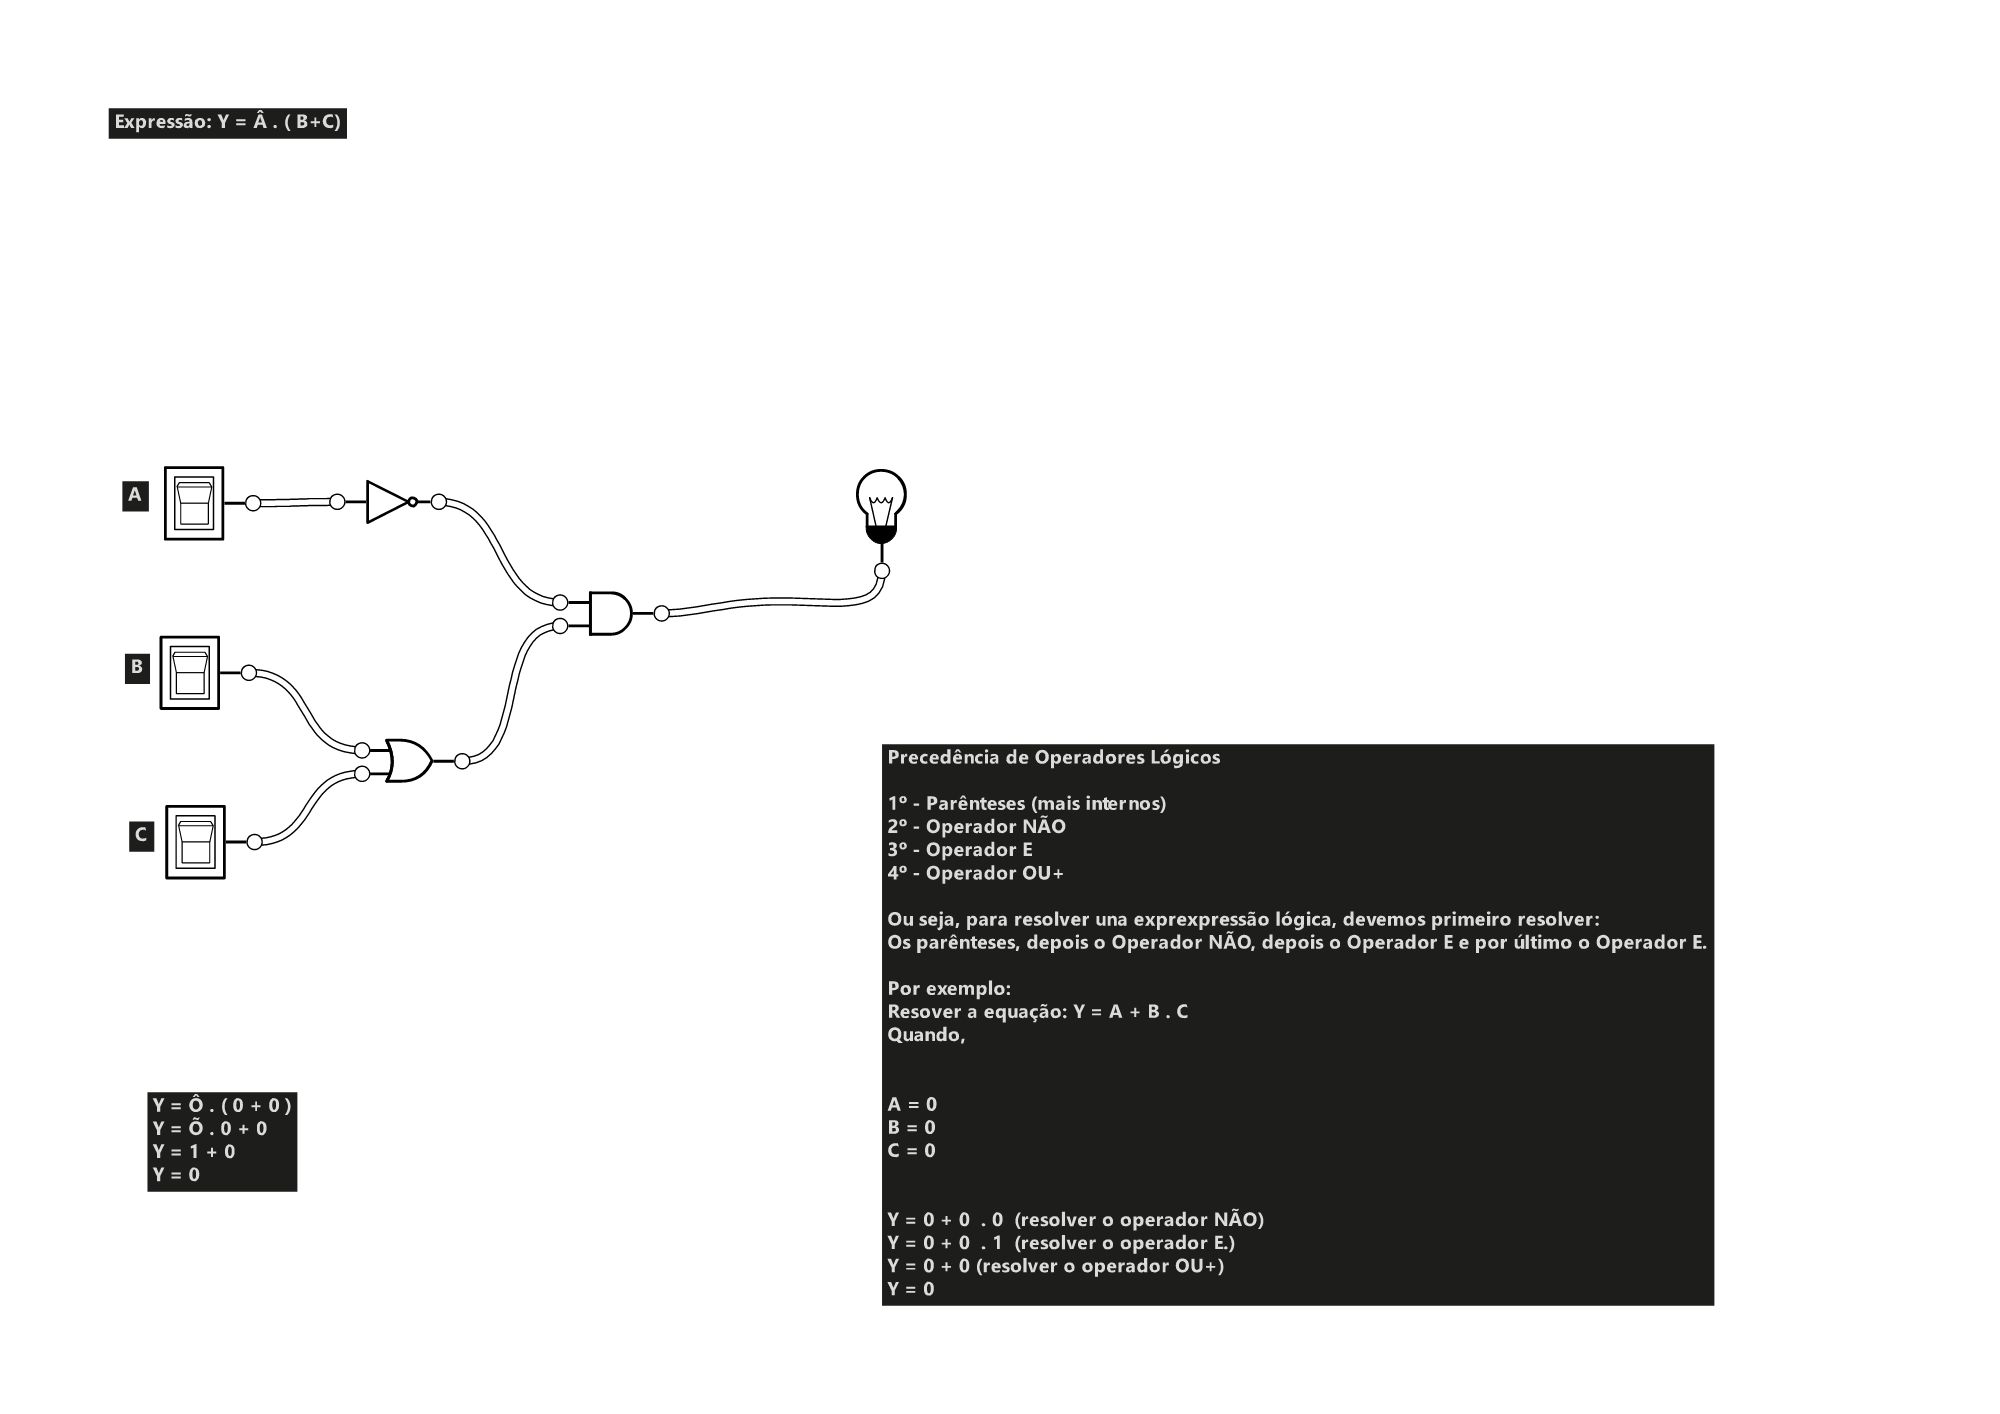 Expressão: Y = Â . ( B+C)
A
B
C
Precedência de Operadores Lógicos
1º - Parênteses (mais internos)
2º - Operador NÃO
3º - Operador E
4º - Operador OU+
Ou seja, para resolver una exprexpressão lógica, devemos primeiro resolver:
Os parênteses, depois o Operador NÃO, depois o Operador E e por último o Operador E.
Por exemplo:
Resover a equação: Y = A + B . C
Quando,
A = 0
B = 0
C = 0
Y = 0 + 0  . 0  (resolver o operador NÃO)
Y = 0 + 0  . 1  (resolver o operador E.)
Y = 0 + 0 (resolver o operador OU+)
Y = 0
Y = Ô . ( 0 + 0 )
Y = Õ . 0 + 0
Y = 1 + 0
Y = 0